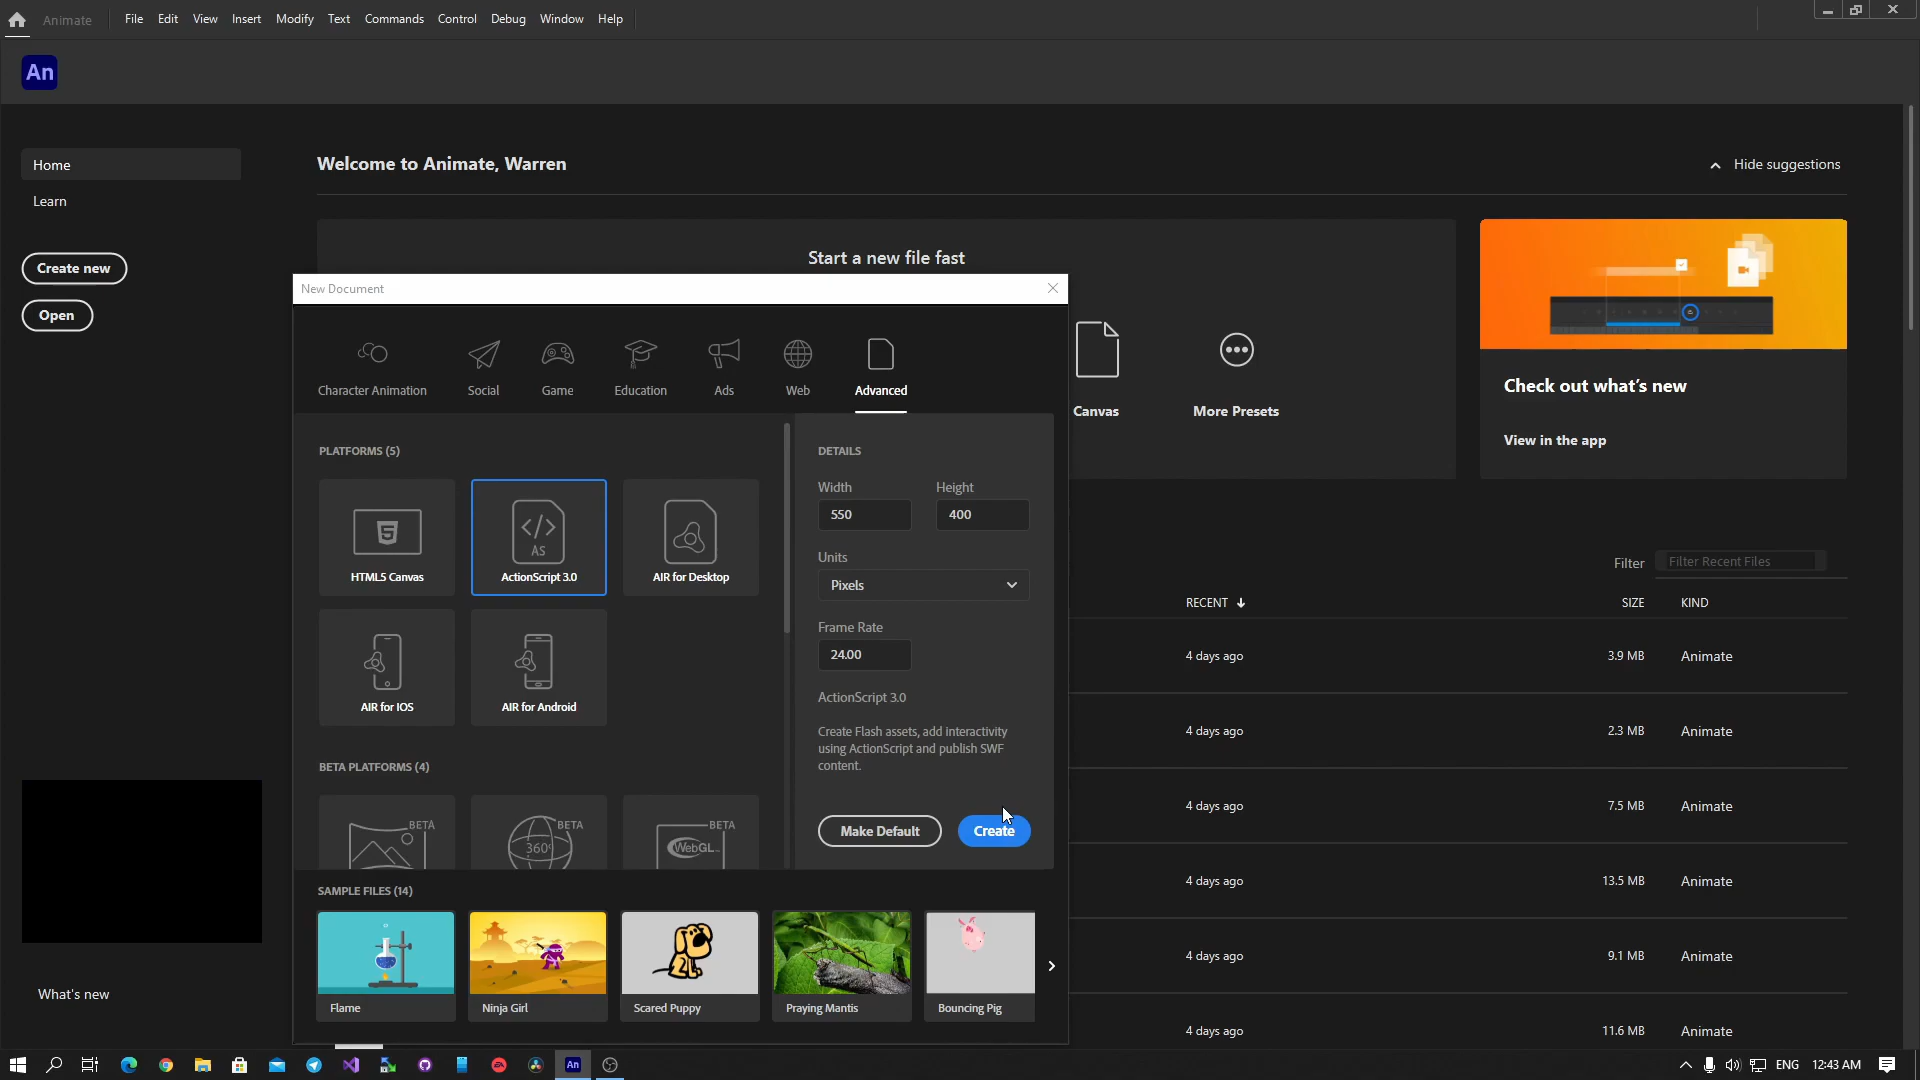 Animate
File Edit View Insert Modify Text Commands Control Debug Window Help
An
Home
Learn
Create new
Open
What's new
Welcome to Animate, Warren
Hide suggestions
Start a new file fast
Canvas
More Presets
Check out what's new
View in the app
New Document
Character Animation
Social
Game
Education
Ads
Web
Advanced
PLATFORMS (5)
HTML5 Canvas
AS
ActionScript 3.0
AIR for Desktop
AIR for IOS
AIR for Android
BETA PLATFORMS (4)
BETA
BETA
360°
BETA
WebGL
DETAILS
Width Height
550 400
Units
Pixels
Frame Rate
24.00
ActionScript 3.0
Create Flash assets, add interactivity
using ActionScript and publish SWF
content.
Make Default
Create
SAMPLE FILES (14)
Flame
Ninja Girl
Scared Puppy
Praying Mantis
Bouncing Pig
Filter Filter Recent Files
RECENT SIZE KIND
4 days ago 3.9 MB Animate
4 days ago 2.3 MB Animate
4 days ago 7.5 MB Animate
4 days ago 13.5 MB Animate
4 days ago 9.1 MB Animate
4 days ago 11.6 MB Animate
An
ENG 12:43 AM